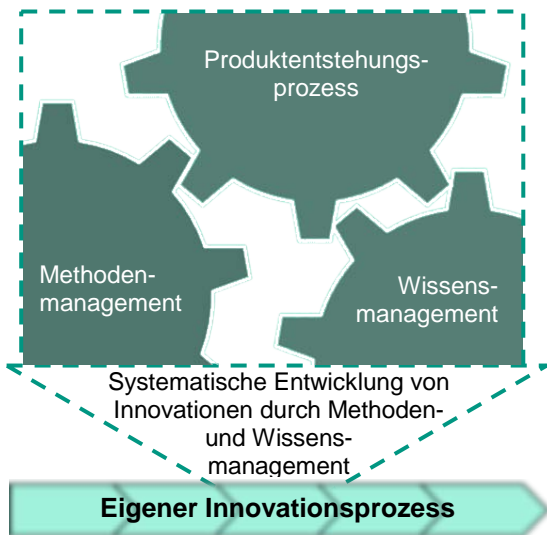 Produktentstehungs-
prozess
Methoden-
management
Wissens-
management
Systematische Entwicklung von
Innovationen durch Methoden-
und Wissens-
management
Eigener Innovationsprozess